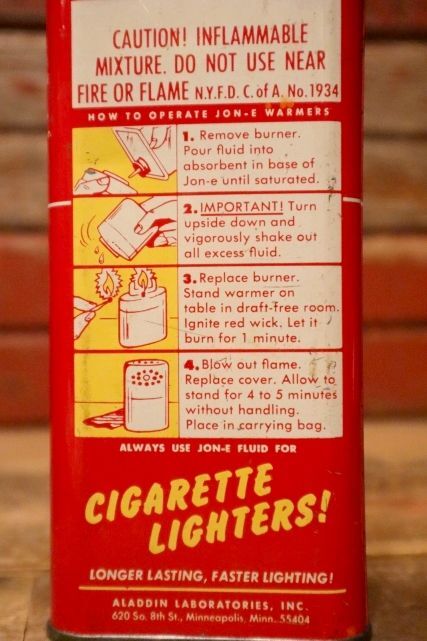 CAUTION! INFLAMMABLE
MIXTURE. DO NOT USE NEAR
FIRE OR FLAME N.Y.F.D. C. of A. No. 1934
HOW TO OPERATE JON-E WARMERS
1. Remove burner.
Pour fluid into
absorbent in base of
Jon-e until saturated.
2. IMPORTANT! Turn
upside down and
vigorously shake out
all excess fluid.
3. Replace burner.
Stand warmer on
table in draft-free room.
Ignite red wick. Let it
burn for 1 minute.
4. Blow out flame.
Replace cover. Allow to
stand for 4 to 5 minutes
without handling.
Place in carrying bag.
ALWAYS USE JON-E FLUID FOR
CIGARETTE
LIGHTERS!
LONGER LASTING, FASTER LIGHTING!
ALADDIN LABORATORIES, INC.
620 So. 8th St., Minneapolis, Minn. 55404